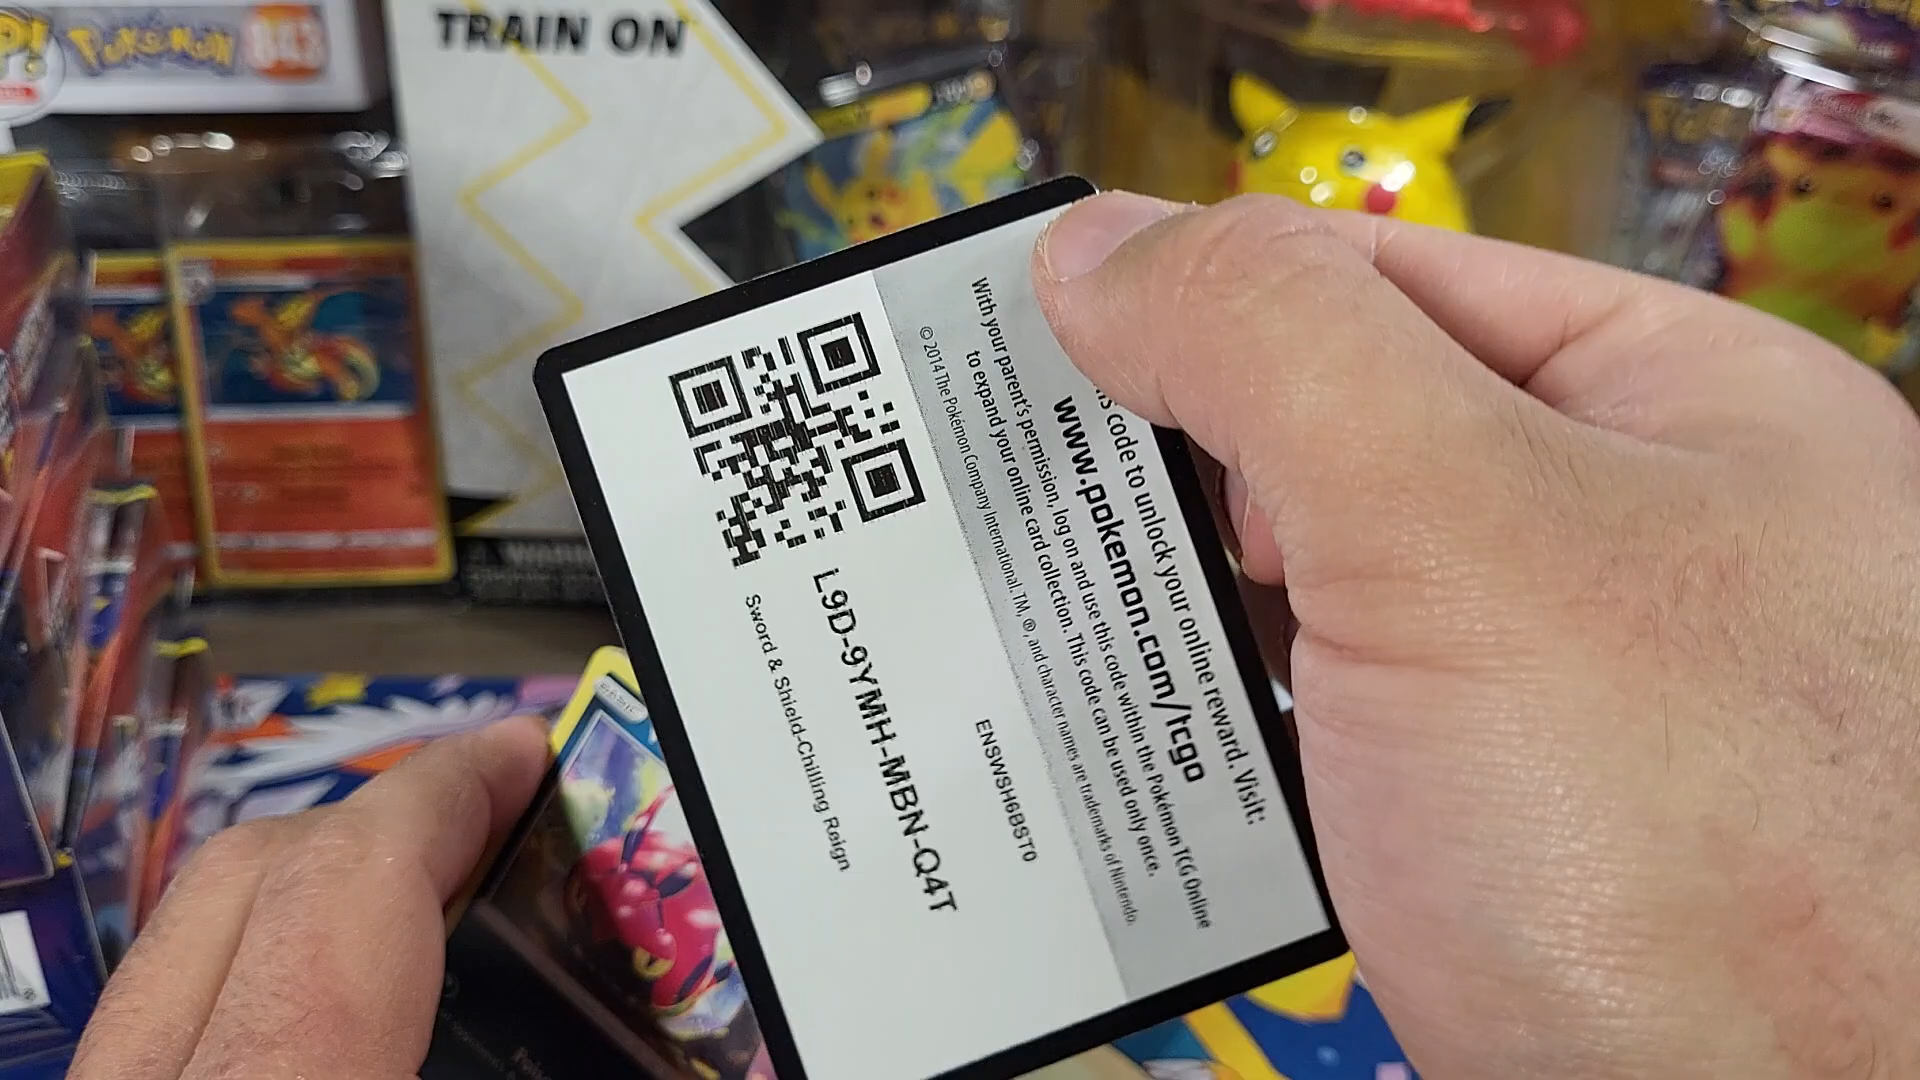 POKéMON 843
TRAIN ON
code to unlock your online reward. Visit:
www.pokemon.com/tcgo
With your parent's permission, log on and use this code within the Pokémon TCG Online
to expand your online card collection. This code can be used only once.
© 2014 The Pokémon Company International. TM, ®, and character names are trademarks of Nintendo.
ENSWSH6BST0
L9D-9YMH-MBN-Q4T
Sword & Shield-Chilling Reign
BASIC
WARNING